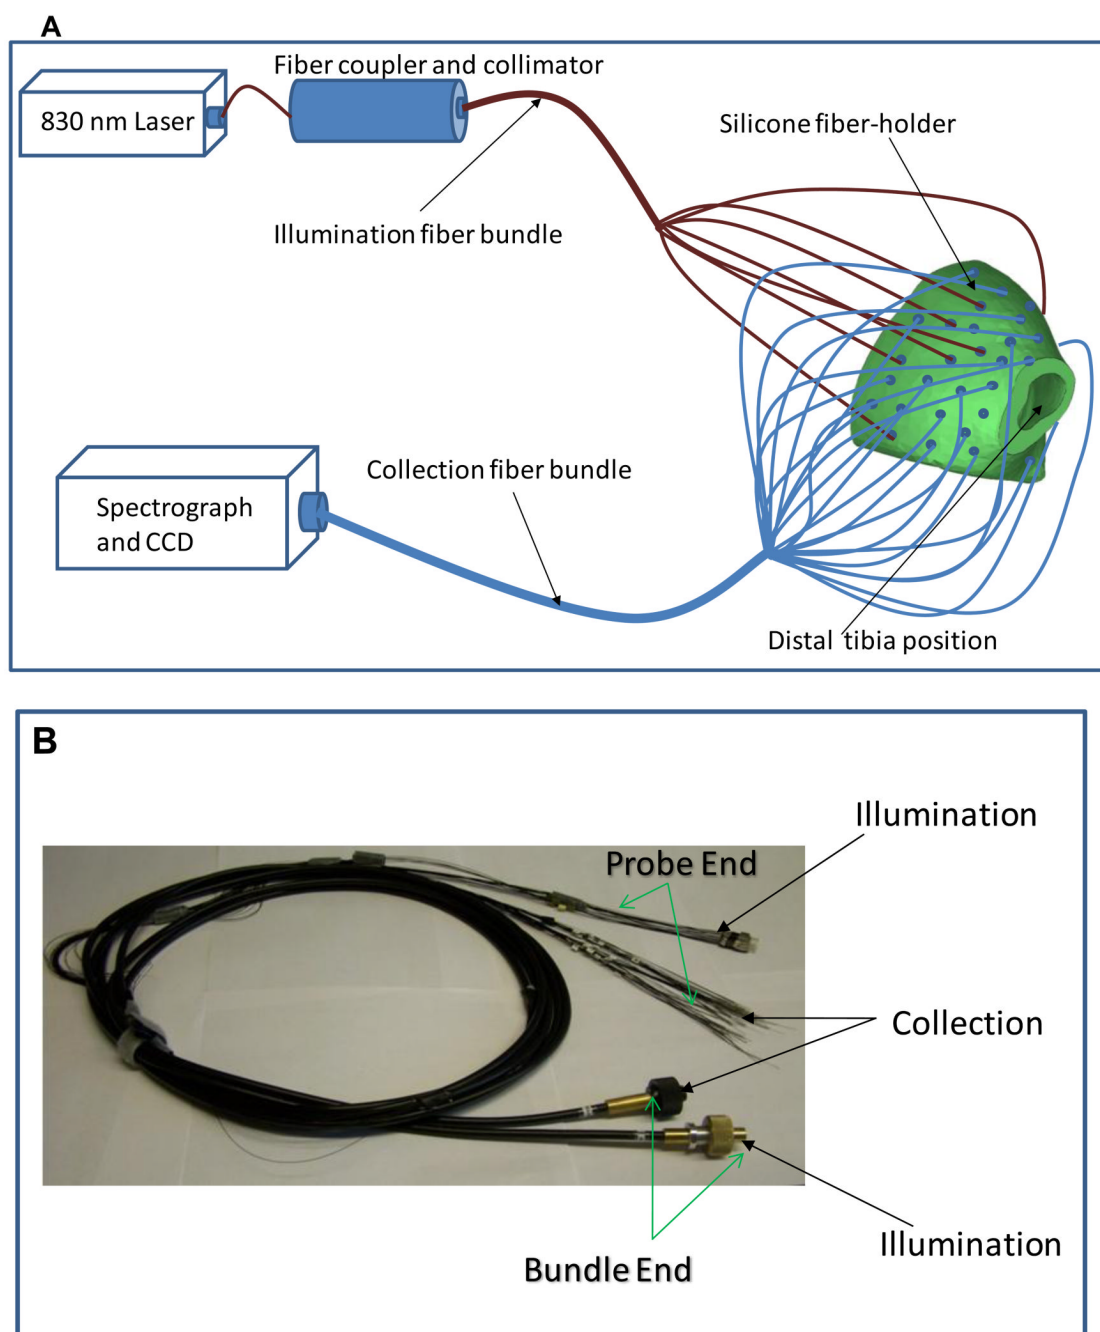 A
Fiber coupler and collimator
830 nm Laser
Silicone fiber-holder
Illumination fiber bundle
Collection fiber bundle
Spectrograph
and CCD
Distal tibia position
B
Illumination
Probe End
Collection
Illumination
Bundle End